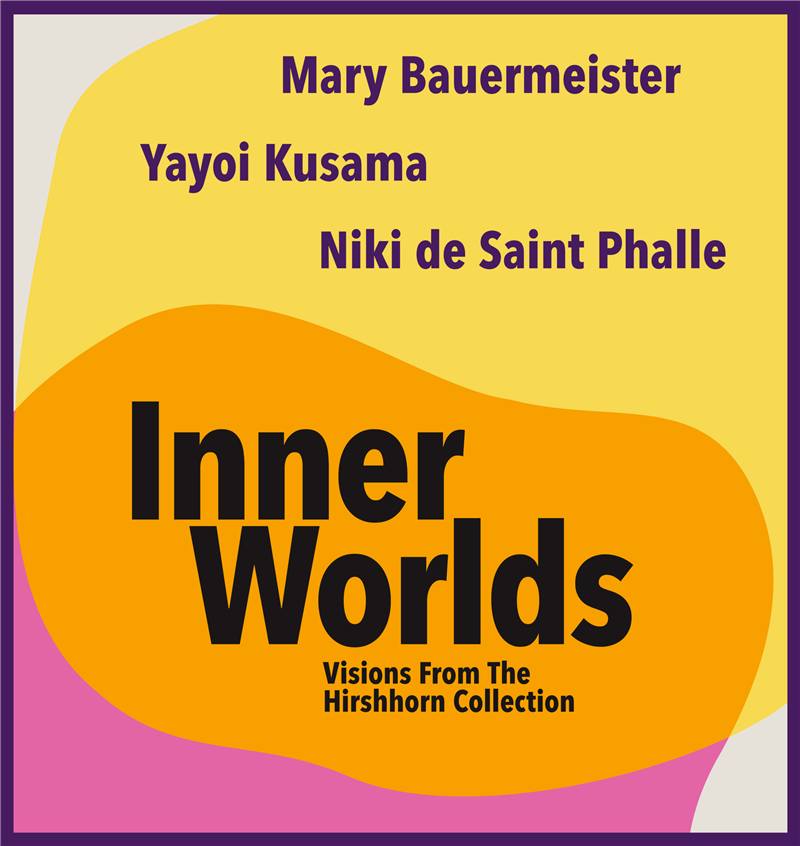 Mary Bauermeister
Yayoi Kusama
Niki de Saint Phalle
Inner
Worlds
Visions From The
Hirshhorn Collection